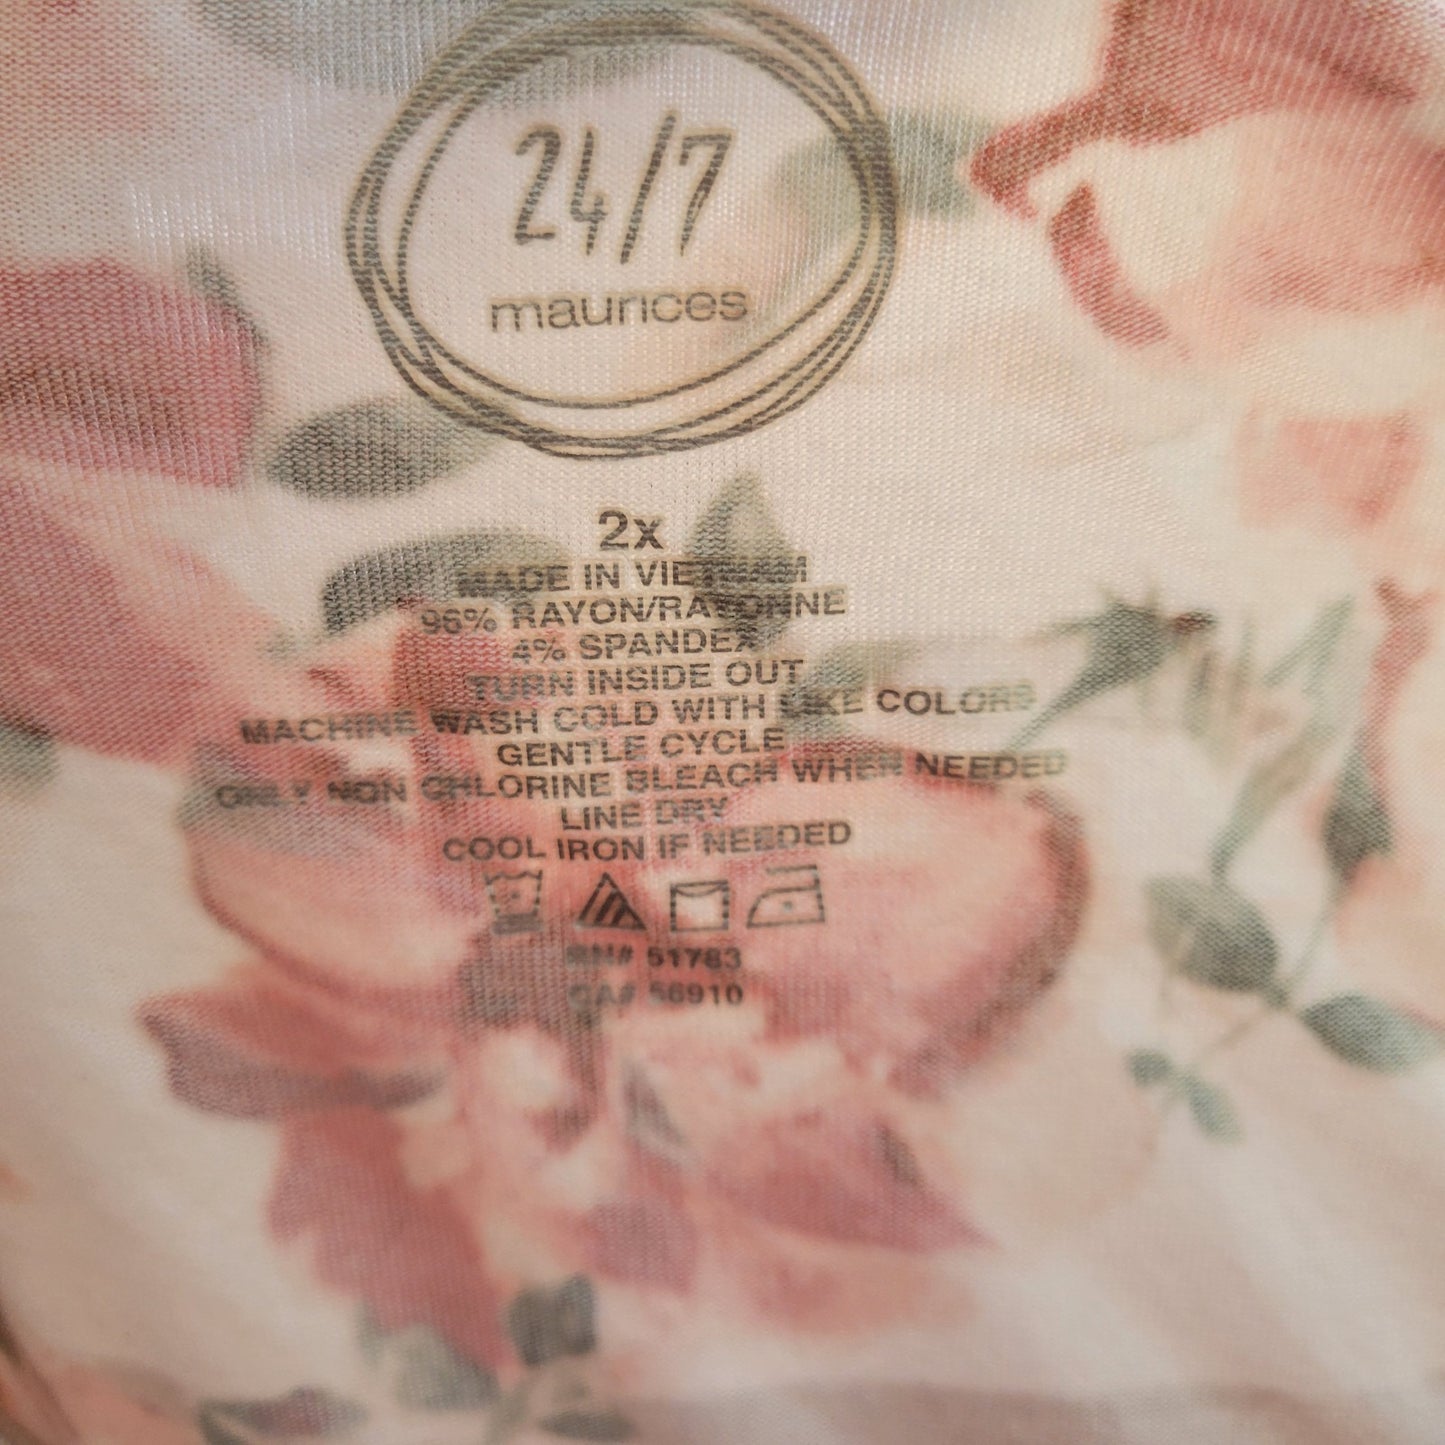 24/7
maurices
2x
MADE IN VIETNAM
96% RAYON/RAYONNE
4% SPANDEX
TURN INSIDE OUT
MACHINE WASH COLD WITH LIKE COLORS
GENTLE CYCLE
ONLY NON CHLORINE BLEACH WHEN NEEDED
LINE DRY
COOL IRON IF NEEDED
RN# 51783
CA# 56910